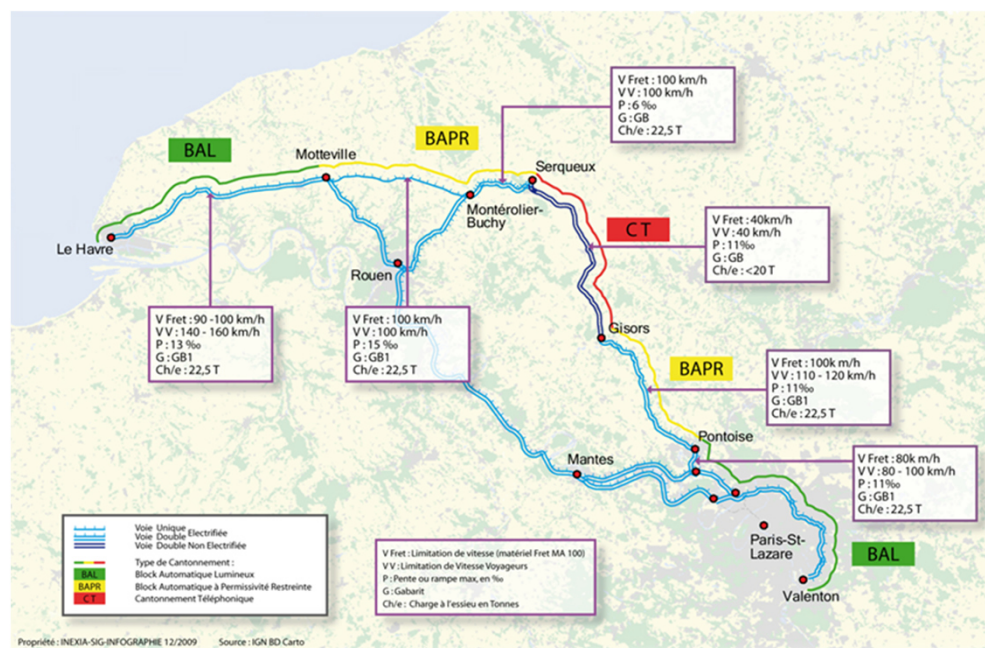 V Fret : 100 km/h
V V : 100 km/h
P : 6 ‰
G : GB
Ch/e : 22,5 T
BAPR
BAL
Motteville
Serqueux
Montérolier-
Buchy
C T
V Fret : 40km/h
V V : 40 km/h
P : 11‰
G : GB
Ch/e : <20 T
Le Havre
Rouen
V Fret : 90 -100 km/h
V V : 140 - 160 km/h
P : 13 ‰
G : GB1
Ch/e : 22,5 T
V Fret : 100 km/h
V V : 100 km/h
P : 15 ‰
G : GB1
Ch/e : 22,5 T
Gisors
BAPR
V Fret : 100k m/h
V V : 110 - 120 km/h
P : 11‰
G : GB1
Ch/e : 22,5 T
Pontoise
V Fret : 80k m/h
V V : 80 - 100 km/h
P : 11‰
G : GB1
Ch/e : 22,5 T
Mantes
Paris-St-
Lazare
BAL
Valenton
Voie Unique
Voie Double Electrifiée
Voie Double Non Electrifiée
Type de Cantonnement :
BAL Block Automatique Lumineux
BAPR Block Automatique à Permissivité Restreinte
C T Cantonnement Téléphonique
V Fret : Limitation de vitesse (matériel Fret MA 100)
V V : Limitation de Vitesse Voyageurs
P : Pente ou rampe max, en ‰
G : Gabarit
Ch/e : Charge à l'essieu en Tonnes
Propriété : INEXIA-SIG-INFOGRAPHIE 12/2009 Source : IGN BD Carto